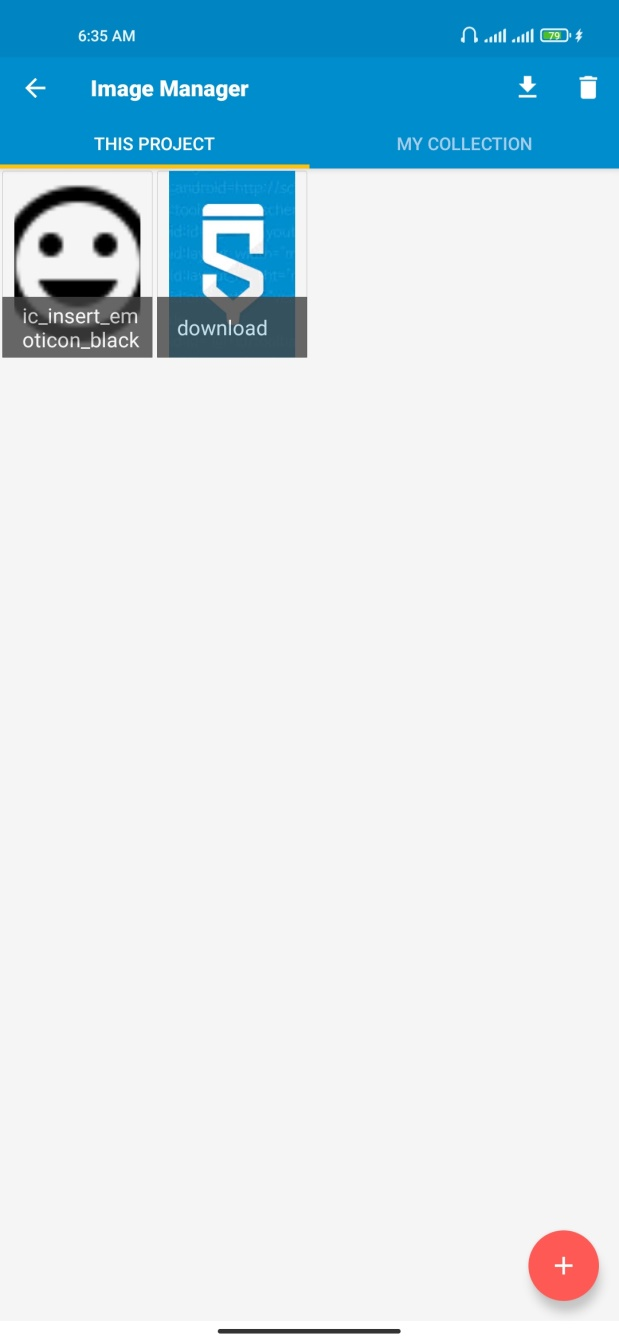 6:35 AM
79
Image Manager
THIS PROJECT
MY COLLECTION
ic_insert_em
oticon_black
download